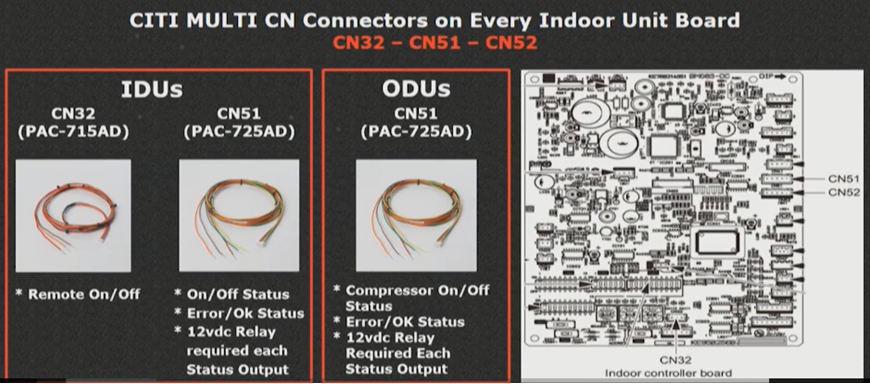 CITI MULTI CN Connectors on Every Indoor Unit Board
CN32 – CN51 – CN52
IDUs
CN32
(PAC-715AD)
* Remote On/Off
CN51
(PAC-725AD)
* On/Off Status
* Error/Ok Status
* 12vdc Relay
required each
Status Output
ODUs
CN51
(PAC-725AD)
* Compressor On/Off
Status
* Error/OK Status
* 12vdc Relay
Required Each
Status Output
DIP
CN51
CN52
CN32
Indoor controller board